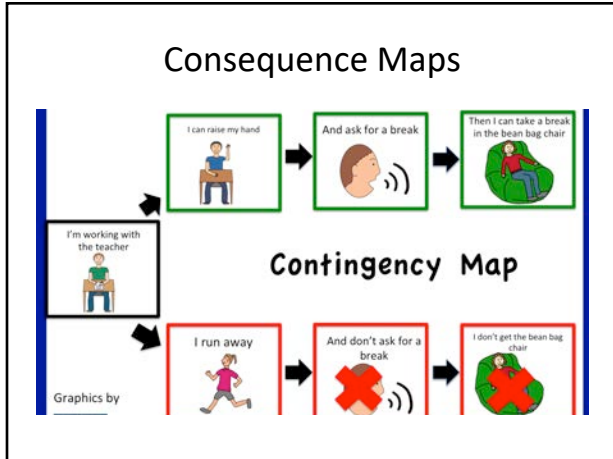 Consequence Maps
I can raise my hand
And ask for a break
Then I can take a break
in the bean bag chair
I'm working with
the teacher
Contingency Map
I run away
And don't ask for a
break
I don't get the bean bag
chair
Graphics by